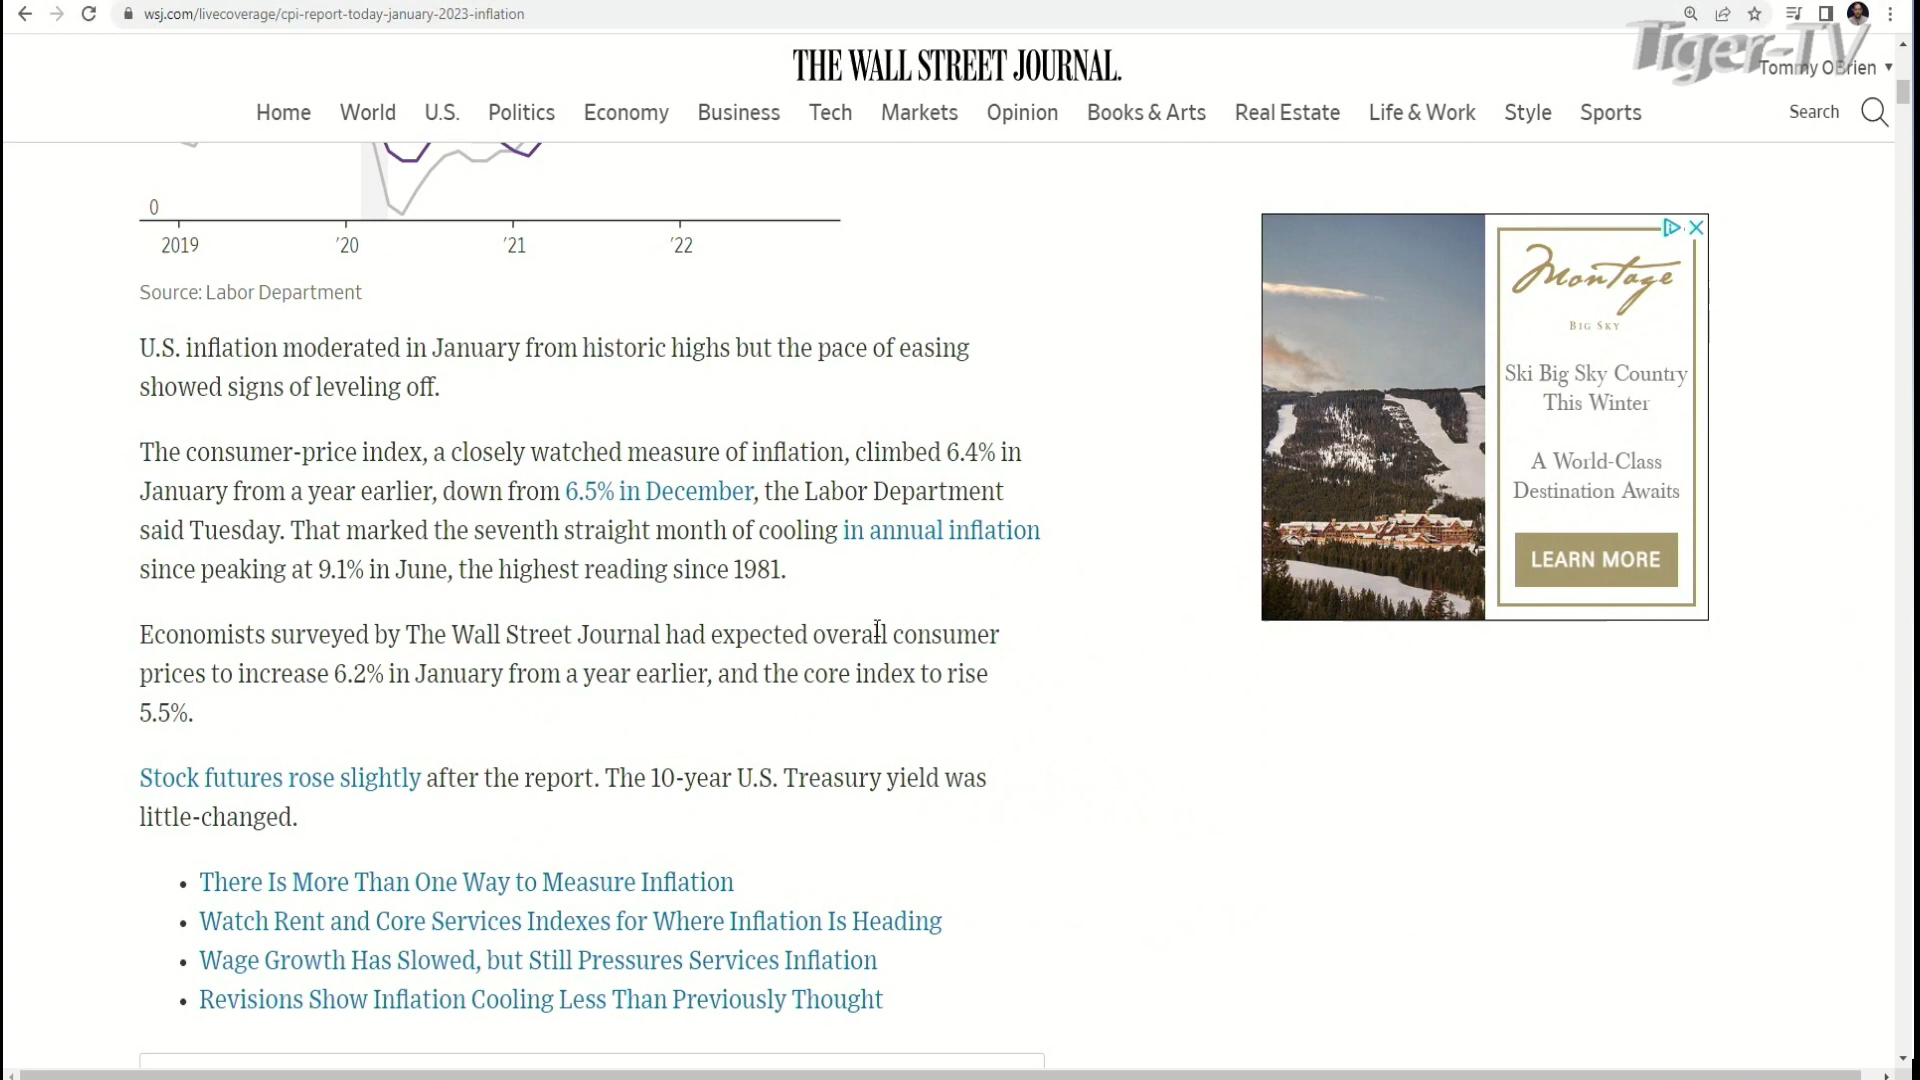 wsj.com/livecoverage/cpi-report-today-january-2023-inflation
Tiger-TV
THE WALL STREET JOURNAL.
Tommy OBrien
Home World U.S. Politics Economy Business Tech Markets Opinion Books & Arts Real Estate Life & Work Style Sports Search
0
2019 '20 '21 '22
Source: Labor Department
U.S. inflation moderated in January from historic highs but the pace of easing
showed signs of leveling off.
The consumer-price index, a closely watched measure of inflation, climbed 6.4% in
January from a year earlier, down from 6.5% in December, the Labor Department
said Tuesday. That marked the seventh straight month of cooling in annual inflation
since peaking at 9.1% in June, the highest reading since 1981.
Economists surveyed by The Wall Street Journal had expected overall consumer
prices to increase 6.2% in January from a year earlier, and the core index to rise
5.5%.
Stock futures rose slightly after the report. The 10-year U.S. Treasury yield was
little-changed.
• There Is More Than One Way to Measure Inflation
• Watch Rent and Core Services Indexes for Where Inflation Is Heading
• Wage Growth Has Slowed, but Still Pressures Services Inflation
• Revisions Show Inflation Cooling Less Than Previously Thought
Montage
BIG SKY
Ski Big Sky Country
This Winter
A World-Class
Destination Awaits
LEARN MORE